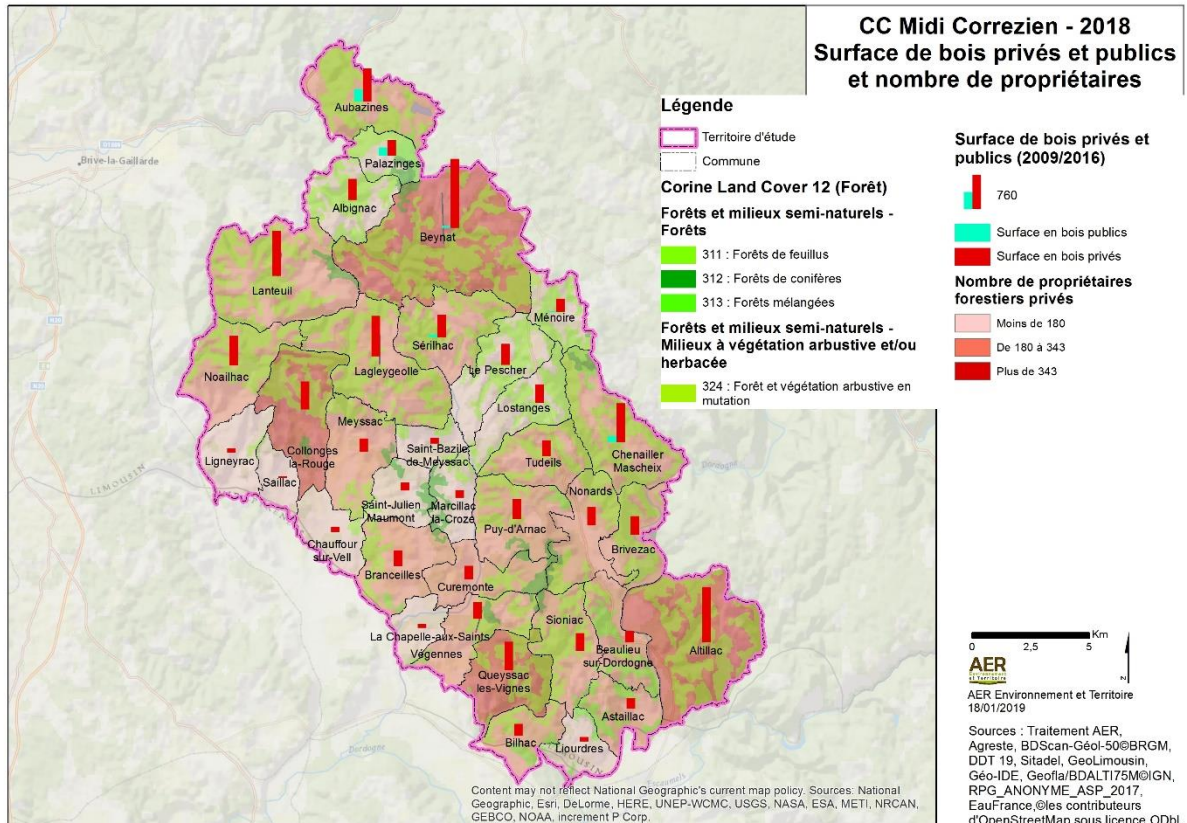 CC Midi Correzien - 2018
Surface de bois privés et publics
et nombre de propriétaires
Légende
Territoire d'étude
Commune
Corine Land Cover 12 (Forêt)
Forêts et milieux semi-naturels -
Forêts
311 : Forêts de feuillus
312 : Forêts de conifères
313 : Forêts mélangées
Forêts et milieux semi-naturels -
Milieux à végétation arbustive et/ou
herbacée
324 : Forêt et végétation arbustive en
mutation
Surface de bois privés et
publics (2009/2016)
760
Surface en bois publics
Surface en bois privés
Nombre de propriétaires
forestiers privés
Moins de 180
De 180 à 343
Plus de 343
Aubazines
Brive-la-Gaillarde
Palazinges
Albignac
Beynat
Lanteuil
Ménoire
Sérilhac
Noailhac
Lagleygeolle
Le Pescher
Lostanges
Meyssac
Collonges
la-Rouge
Saint-Bazile
de-Meyssac
Tudeils
Chenailler
Mascheix
Dordogne
Ligneyrac
LIMOUSIN
Saillac
Saint-Julien
Maumont
Marcillac
la-Croze
Nonards
Puy-d'Arnac
Brivezac
Chauffour
sur-Vell
Branceilles
Curemonte
Sioniac
La Chapelle-aux-Saints
Végennes
Beaulieu
sur-Dordogne
Altillac
Queyssac
les-Vignes
Astaillac
Bilhac
Liourdres
Dordogne
LIMOUSIN
Km
0 2,5 5
N
AER
Environnement
et Territoire
AER Environnement et Territoire
18/01/2019
Sources : Traitement AER,
Agreste, BDScan-Géol-50©BRGM,
DDT 19, Sitadel, GeoLimousin,
Géo-IDE, Geofla/BDALTI75M©IGN,
RPG_ANONYME_ASP_2017,
EauFrance,©les contributeurs
d'OpenStreetMap sous licence ODbl
Content may not reflect National Geographic's current map policy. Sources: National
Geographic, Esri, DeLorme, HERE, UNEP-WCMC, USGS, NASA, ESA, METI, NRCAN,
GEBCO, NOAA, increment P Corp.